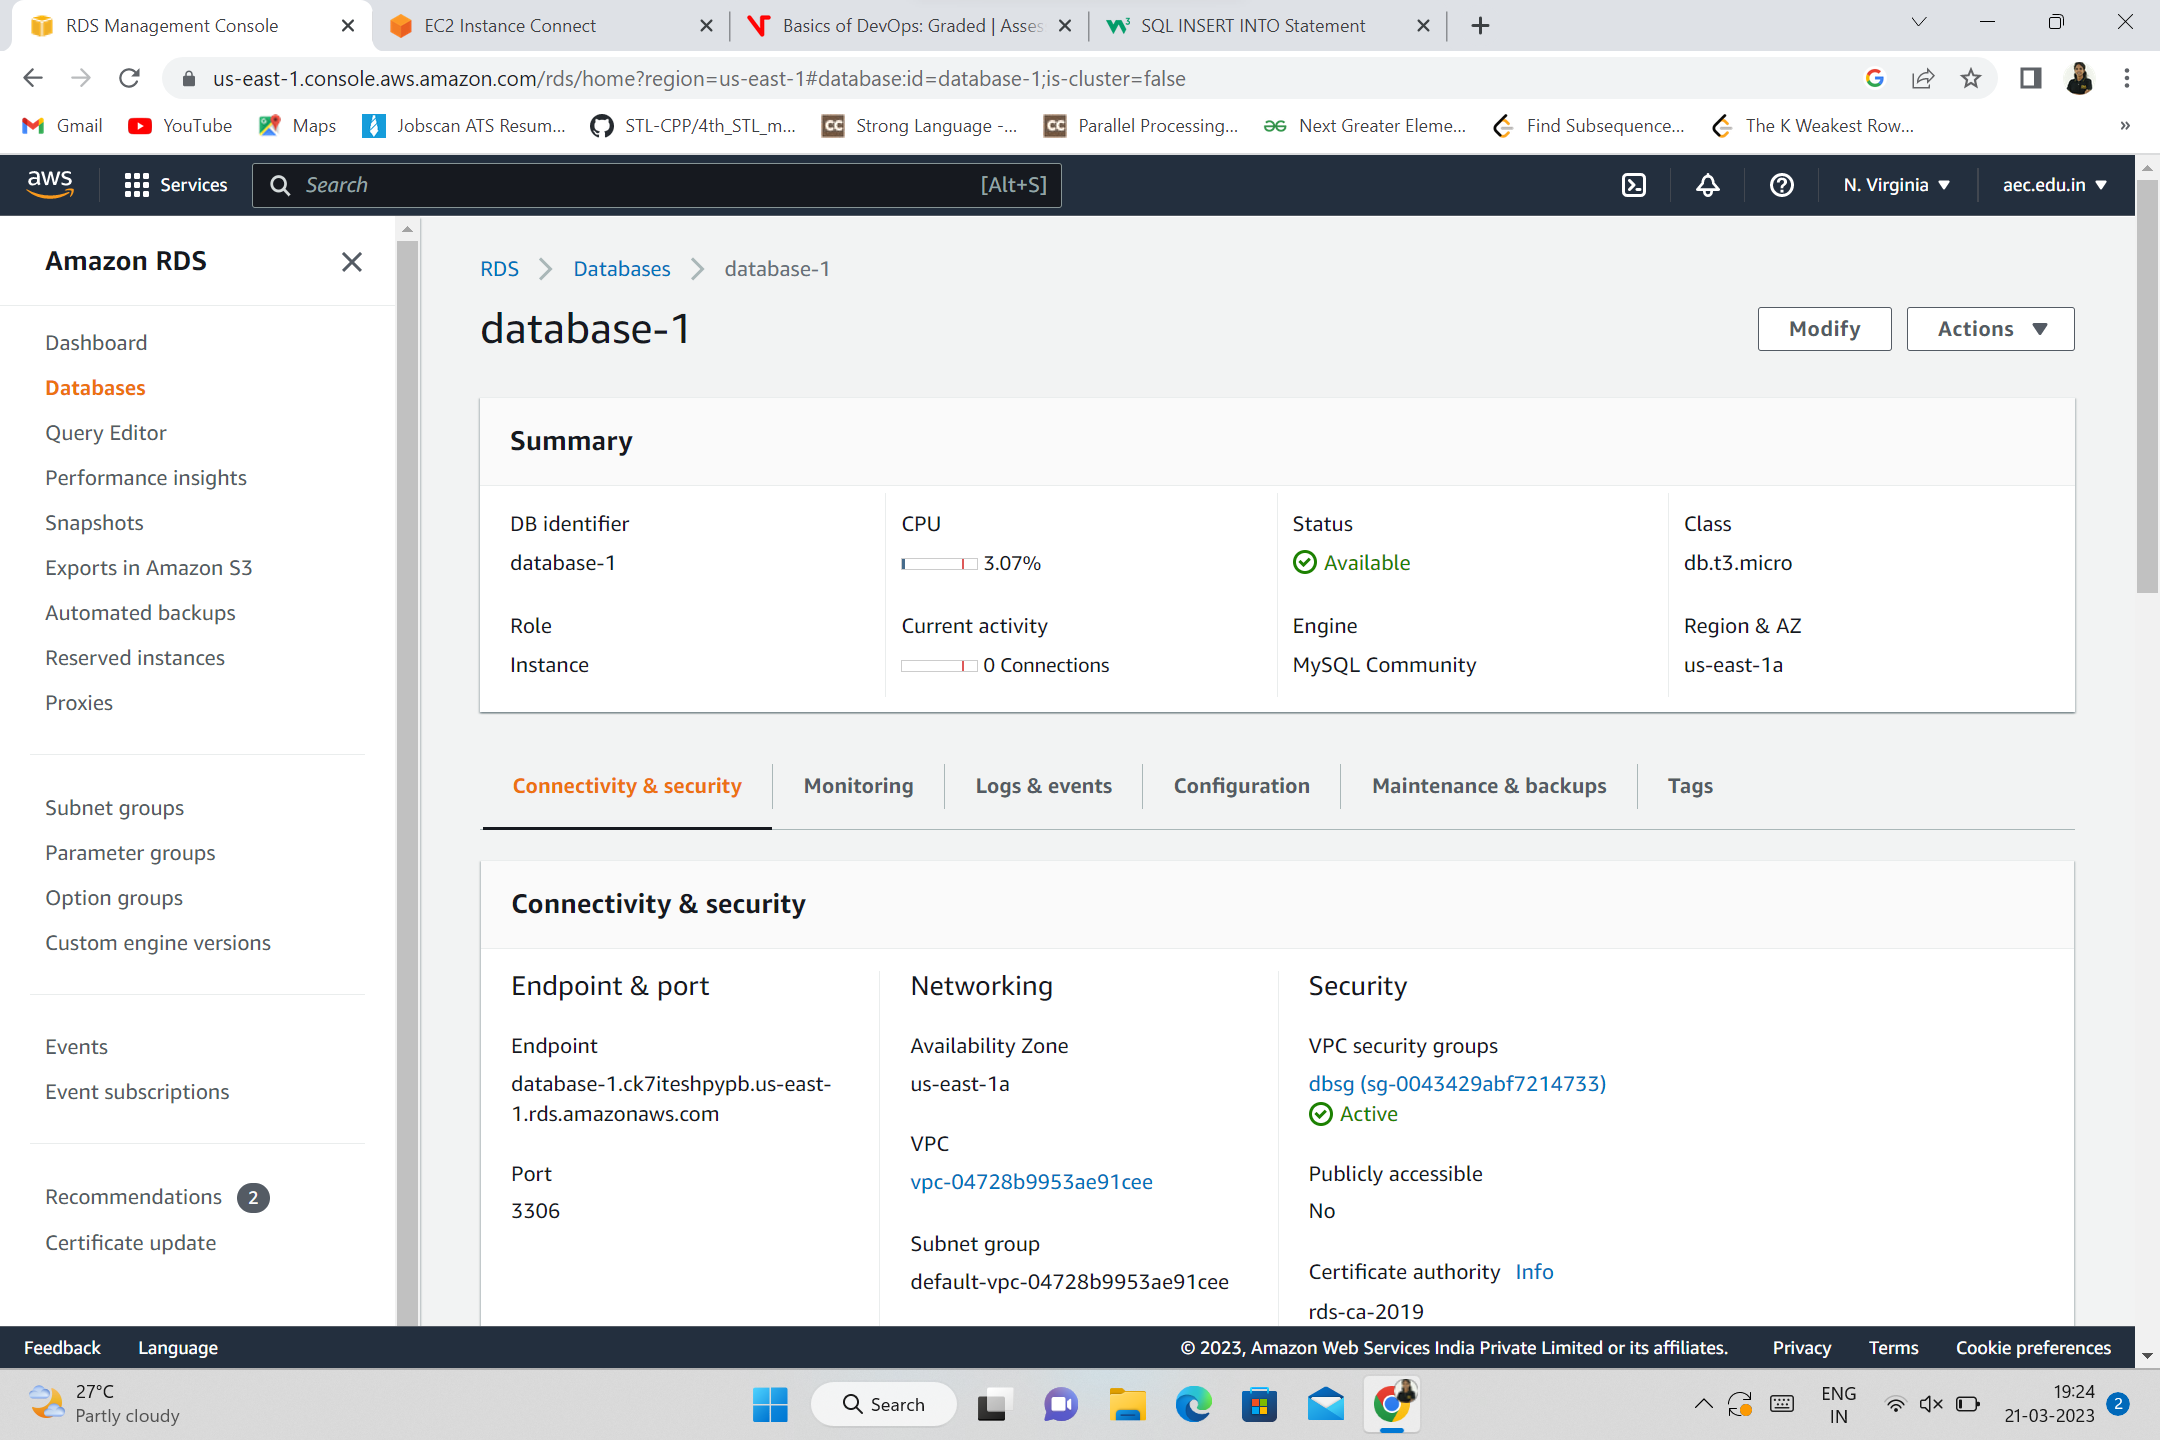 RDS Management Console
EC2 Instance Connect
Basics of DevOps: Graded | Asses
SQL INSERT INTO Statement
us-east-1.console.aws.amazon.com/rds/home?region=us-east-1#database:id=database-1;is-cluster=false
Gmail
YouTube
Maps
Jobscan ATS Resum...
STL-CPP/4th_STL_m...
Strong Language -...
Parallel Processing...
Next Greater Eleme...
Find Subsequence...
The K Weakest Row...
»
aws
Services
Search
[Alt+S]
N. Virginia
aec.edu.in
Amazon RDS
Dashboard
Databases
Query Editor
Performance insights
Snapshots
Exports in Amazon S3
Automated backups
Reserved instances
Proxies
Subnet groups
Parameter groups
Option groups
Custom engine versions
Events
Event subscriptions
Recommendations 2
Certificate update
RDS > Databases > database-1
database-1
Modify
Actions
Summary
DB identifier
database-1
CPU
3.07%
Status
Available
Class
db.t3.micro
Role
Instance
Current activity
0 Connections
Engine
MySQL Community
Region & AZ
us-east-1a
Connectivity & security
Monitoring
Logs & events
Configuration
Maintenance & backups
Tags
Connectivity & security
Endpoint & port
Endpoint
database-1.ck7iteshpypb.us-east-
1.rds.amazonaws.com
Port
3306
Networking
Availability Zone
us-east-1a
VPC
vpc-04728b9953ae91cee
Subnet group
default-vpc-04728b9953ae91cee
Security
VPC security groups
dbsg (sg-0043429abf7214733)
Active
Publicly accessible
No
Certificate authority Info
rds-ca-2019
Feedback
Language
© 2023, Amazon Web Services India Private Limited or its affiliates.
Privacy
Terms
Cookie preferences
27°C
Partly cloudy
Search
ENG
IN
19:24
21-03-2023
2